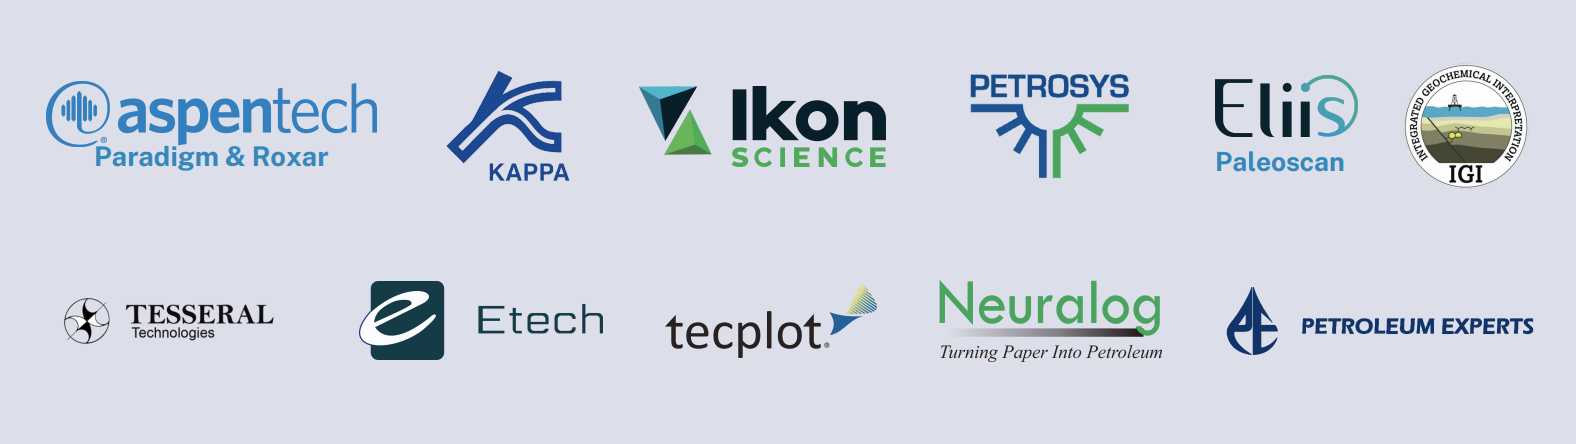 aspentech
®
Paradigm & Roxar
KAPPA
Ikon
SCIENCE
PETROSYS
Eliis
Paleoscan
INTEGRATED GEOCHEMICAL INTERPRETATION
IGI
TESSERAL
Technologies
e
Etech
tecplot®
Neuralog
Turning Paper Into Petroleum
PE
PETROLEUM EXPERTS